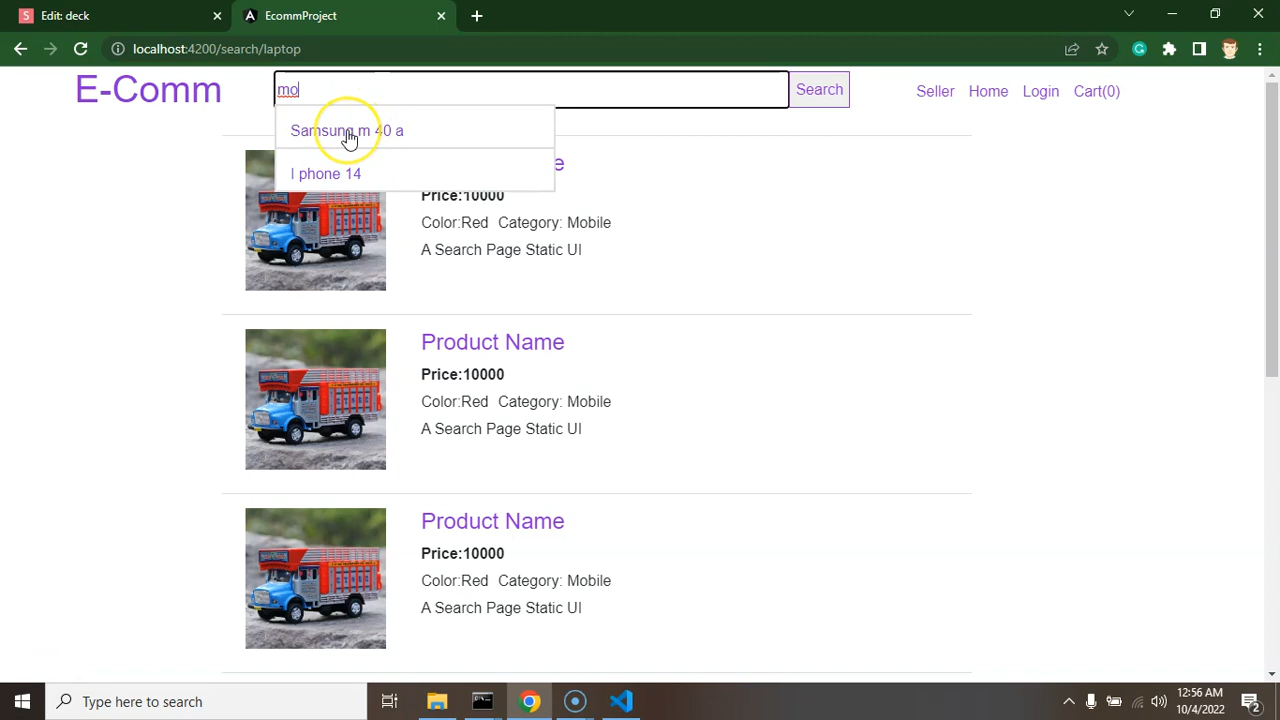 Edit: deck
EcommProject
localhost:4200/search/laptop
E-Comm
mo
Search
Seller Home Login Cart(0)
Samsung m 40 a
I phone 14
Price:10000
Color:Red Category: Mobile
A Search Page Static UI
Product Name
Price:10000
Color:Red Category: Mobile
A Search Page Static UI
Product Name
Price:10000
Color:Red Category: Mobile
A Search Page Static UI
Type here to search
12:56 AM
10/4/2022
2